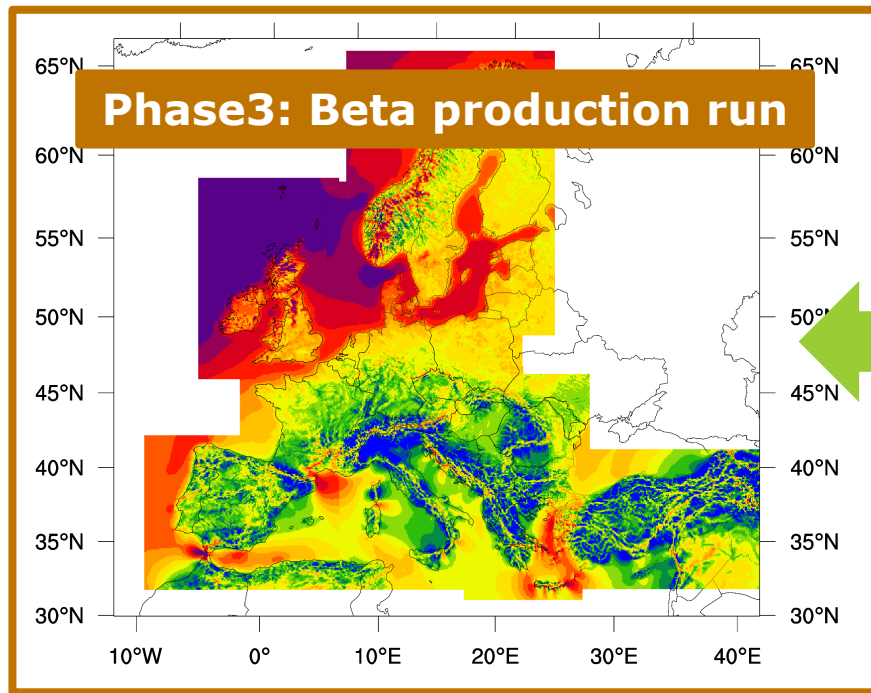 Phase3: Beta production run
65°N 65°N
60°N 60°N
55°N 55°N
50°N 50°N
45°N 45°N
40°N 40°N
35°N 35°N
30°N 30°N
10°W 0° 10°E 20°E 30°E 40°E